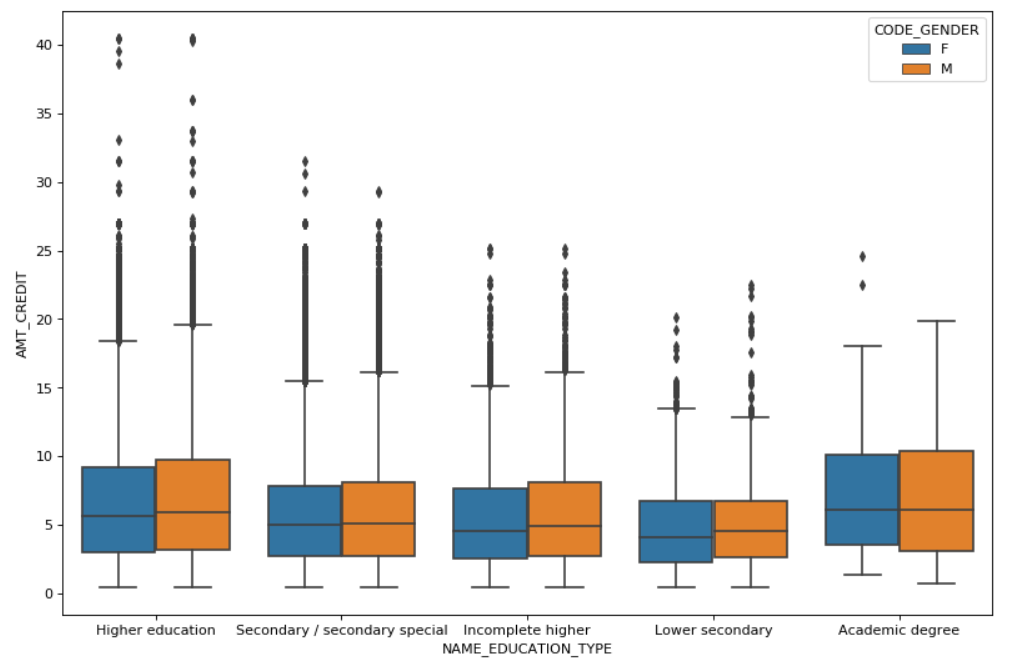 CODE_GENDER
F
M
40
35
30
25
20
15
10
5
0
AMT_CREDIT
Higher education
Secondary / secondary special
Incomplete higher
Lower secondary
Academic degree
NAME_EDUCATION_TYPE